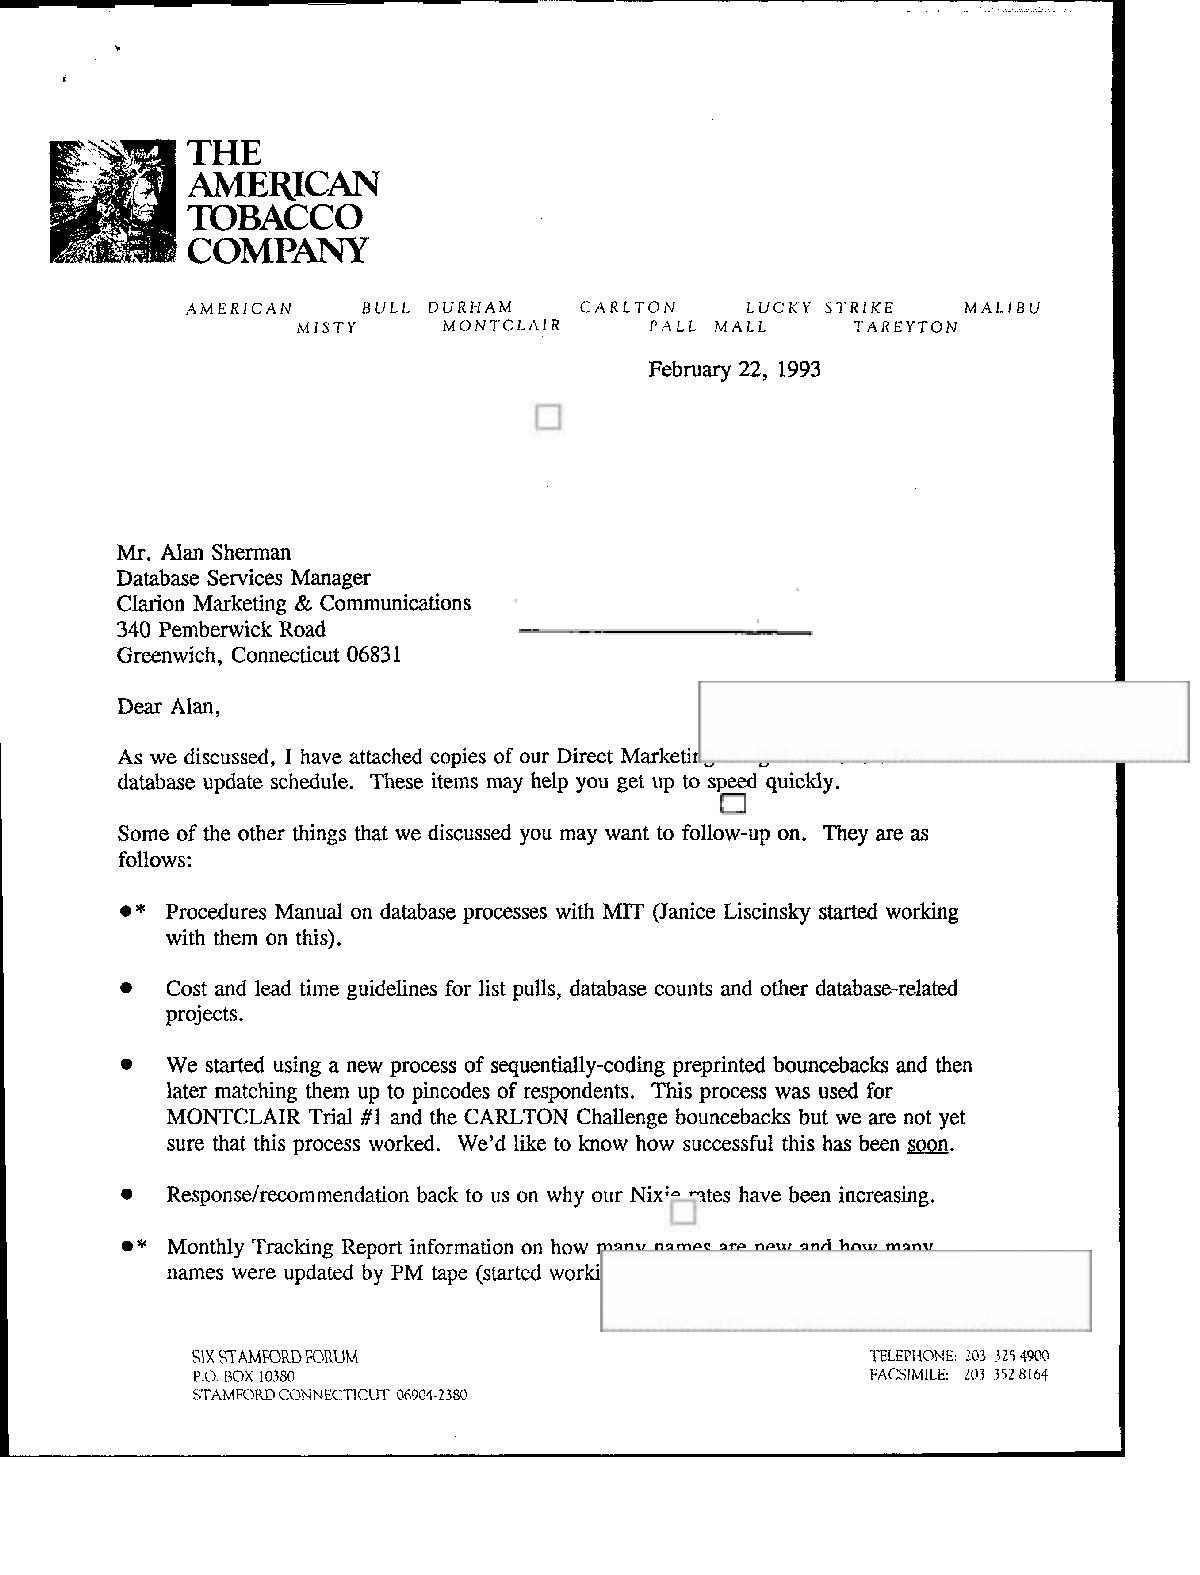 THE
AMERICAN
TOBACCO
COMPANY
AMERICAN BULL DURHAM CARLTON LUCKY STRIKE MALIBU
MISTY MONTCLAIR PALL MALL TAREYTON
February 22, 1993
Mr. Alan Sherman
Database Services Manager
Clarion Marketing & Communications
340 Pemberwick Road
Greenwich, Connecticut 06831
Dear Alan,
As we discussed, I have attached copies of our Direct
database update schedule. These items may help you get up to speed quickly.
Some of the other things that we discussed you may want to follow-up on. They are as
follows:
●* Procedures Manual on database processes with MIT (Janice Liscinsky started working
with them on this).
● Cost and lead time guidelines for list pulls, database counts and other database-related
projects.
● We started using a new process of sequentially-coding preprinted bouncebacks and then
later matching them up to pincodes of respondents. This process was used for
MONTCLAIR Trial #1 and the CARLTON Challenge bouncebacks but we are not yet
sure that this process worked. We'd like to know how successful this has been soon.
● Response/recommendation back to us on why our Nixie rates have been increasing.
●* Monthly Tracking Report information on how many names are new and how many
names were updated by PM tape (started
SIX STAMFORD FORUM
P.O. BOX 10380
STAMFORD CONNECTICUT 06904-2380
TELEPHONE: 203 325 4900
FACSIMILE: 203 352 8164